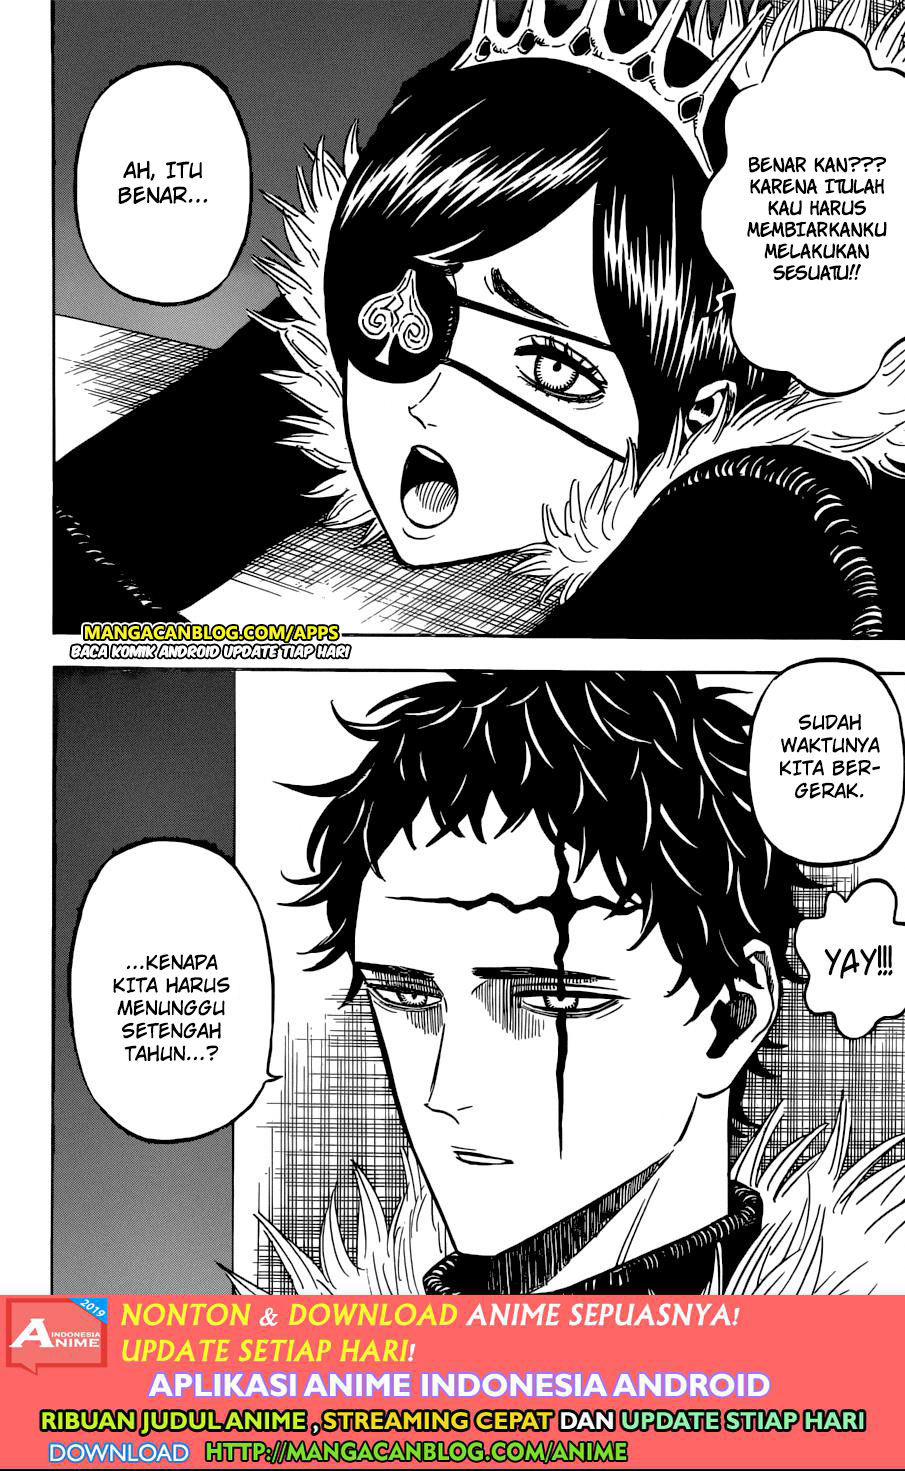 BENAR KAN???
KARENA ITULAH
KAU HARUS
MEMBIARKANKU
MELAKUKAN
SESUATU!!
AH, ITU
BENAR...
MANGACANBLOG.COM/APPS
BACA KOMIK ANDROID UPDATE TIAP HARI
SUDAH
WAKTUNYA
KITA BER-
GERAK.
YAY!!!
...KENAPA
KITA HARUS
MENUNGGU
SETENGAH
TAHUN...?
2019
A INDONESIA
ANIME
NONTON & DOWNLOAD ANIME SEPUASNYA!
UPDATE SETIAP HARI!
APLIKASI ANIME INDONESIA ANDROID
RIBUAN JUDUL ANIME , STREAMING CEPAT DAN UPDATE STIAP HARI
DOWNLOAD HTTP://MANGACANBLOG.COM/ANIME